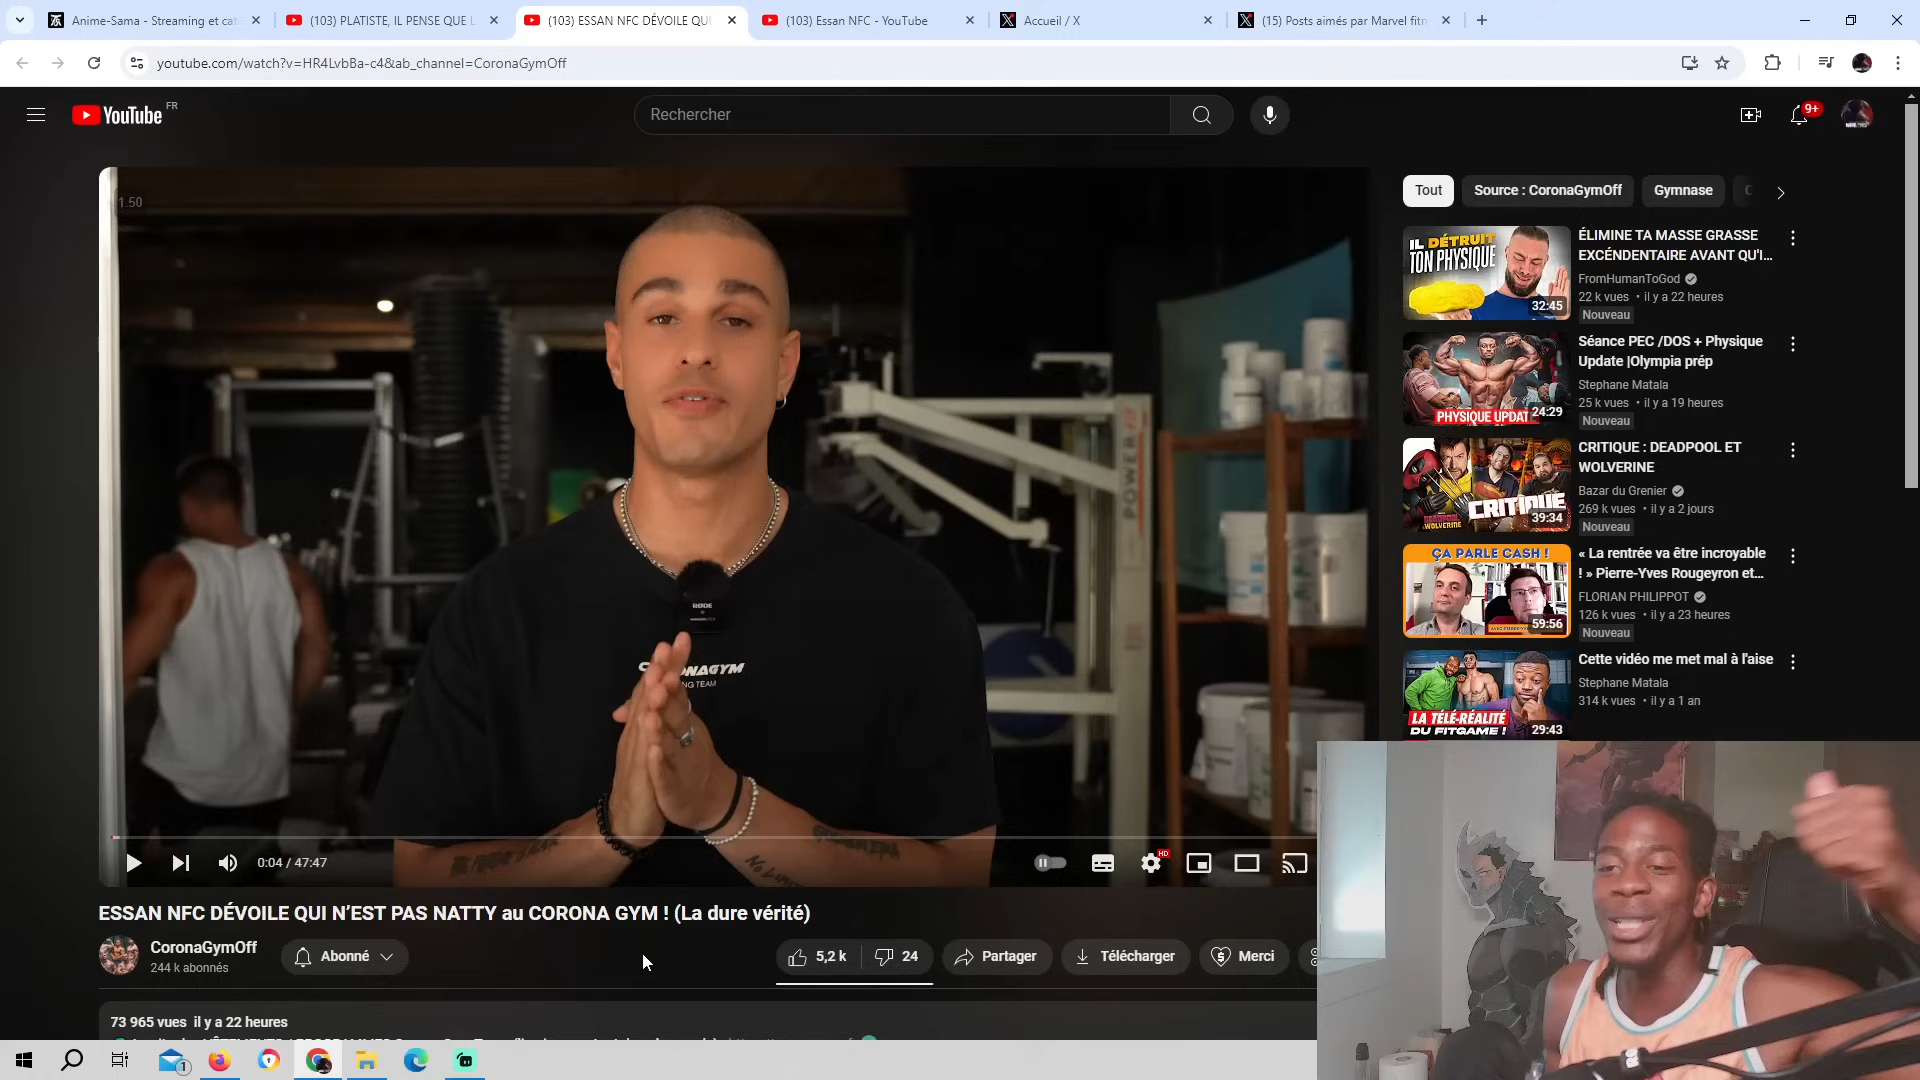 Anime-Sama - Streaming et cat
(103) PLATISTE, IL PENSE QUE L
(103) ESSAN NFC DÉVOILE QUI
(103) Essan NFC - YouTube
Accueil / X
(15) Posts aimés par Marvel fitn
youtube.com/watch?v=HR4LvbBa-c4&ab_channel=CoronaGymOff
YouTube FR
Rechercher
9+
1.50
POWER
RØDE
NG TEAM
0:04 / 47:47
HD
ESSAN NFC DÉVOILE QUI N'EST PAS NATTY au CORONA GYM ! (La dure vérité)
CoronaGymOff
244 k abonnés
Abonné
5,2 k
24
Partager
Télécharger
Merci
73 965 vues il y a 22 heures
Tout
Source : CoronaGymOff
Gymnase
IL DÉTRUIT
TON PHYSIQUE
32:45
ÉLIMINE TA MASSE GRASSE
EXCÉNDENTAIRE AVANT QU'I...
FromHumanToGod
22 k vues • il y a 22 heures
Nouveau
PHYSIQUE UPDAT
24:29
Séance PEC /DOS + Physique
Update |Olympia prép
Stephane Matala
25 k vues • il y a 19 heures
Nouveau
DEADPOOL
WOLVERINE
CRITIQUE
39:34
CRITIQUE : DEADPOOL ET
WOLVERINE
Bazar du Grenier
269 k vues • il y a 2 jours
Nouveau
ÇA PARLE CASH !
59:56
« La rentrée va être incroyable
! » Pierre-Yves Rougeyron et...
FLORIAN PHILIPPOT
126 k vues • il y a 23 heures
Nouveau
LA TÉLÉ-RÉALITÉ
DU FITGAME !
29:43
Cette vidéo me met mal à l'aise
Stephane Matala
314 k vues • il y a 1 an
1